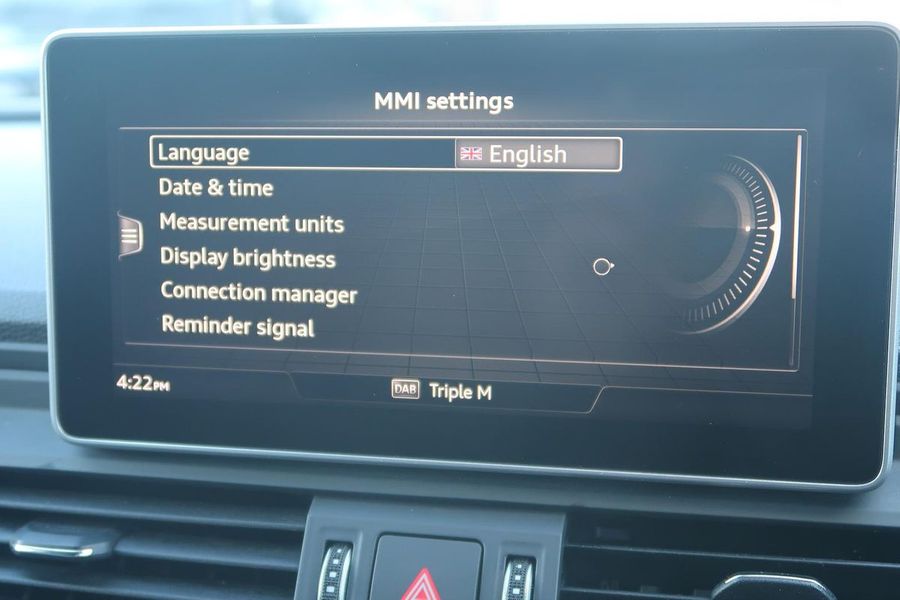 MMI settings
Language English
Date & time
Measurement units
Display brightness
Connection manager
Reminder signal
4:22PM DAB Triple M